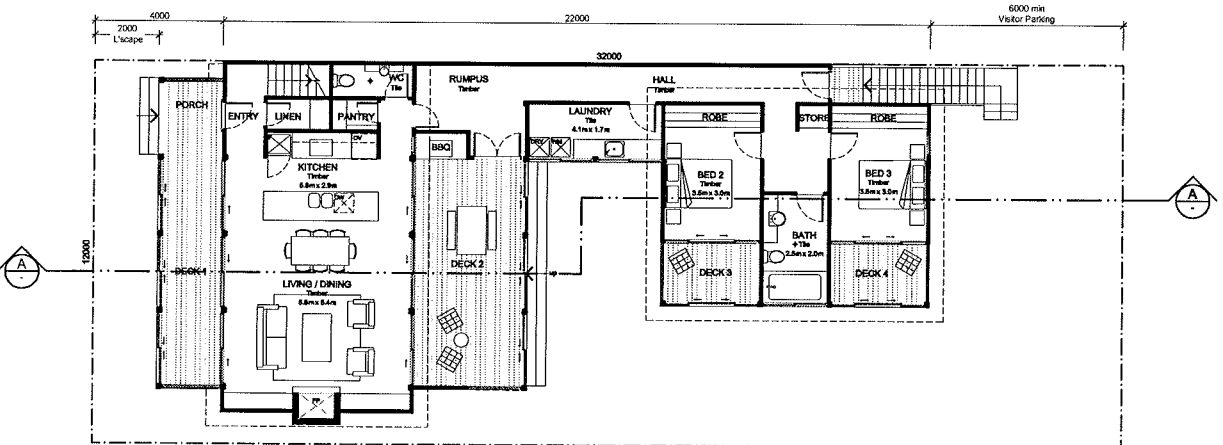 4000
22000
6000 min
Visitor Parking
2000
L'scape
32000
WC
Tile
RUMPUS
Timber
HALL
Timber
PORCH
ENTRY
LINEN
PANTRY
LAUNDRY
Tile
4.1m x 1.7m
ROBE
STORE
ROBE
OV
BBQ
DRY
KITCHEN
Timber
5.8m x 2.9m
BED 2
Timber
3.5m x 3.0m
BED 3
Timber
3.5m x 3.0m
A
-
BATH
Tile
2.5m x 2.0m
12000
DECK 1
DECK 2
up
DECK 3
DECK 4
A
-
LIVING / DINING
Timber
5.8m x 5.4m
FP